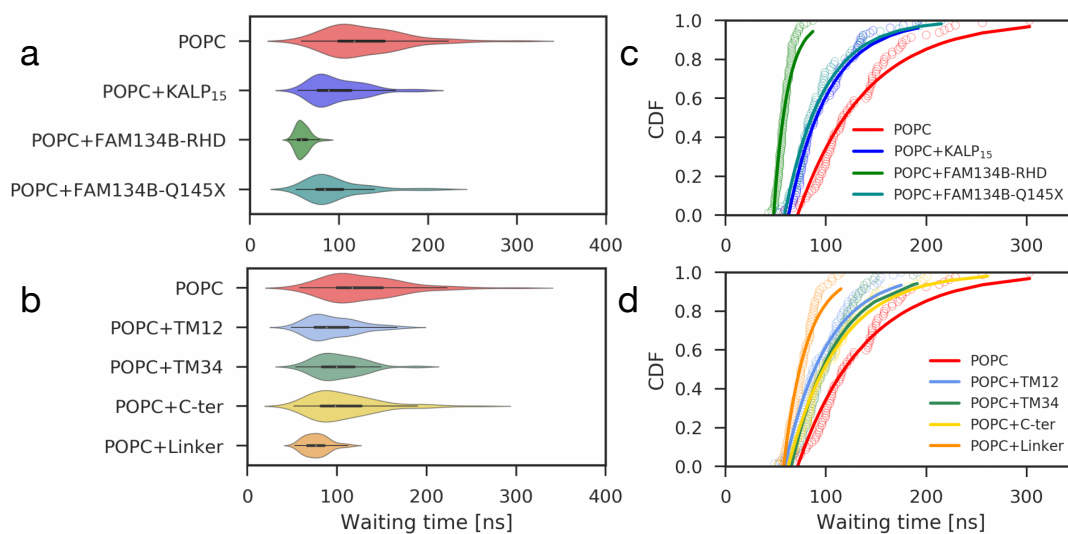 a
POPC
POPC+KALP₁₅
POPC+FAM134B-RHD
POPC+FAM134B-Q145X
0 100 200 300 400
b
POPC
POPC+TM12
POPC+TM34
POPC+C-ter
POPC+Linker
0 100 200 300 400
Waiting time [ns]
c
CDF
1.0
0.8
0.6
0.4
0.2
0.0
POPC
POPC+KALP₁₅
POPC+FAM134B-RHD
POPC+FAM134B-Q145X
0 100 200 300
d
CDF
1.0
0.8
0.6
0.4
0.2
0.0
POPC
POPC+TM12
POPC+TM34
POPC+C-ter
POPC+Linker
0 100 200 300
Waiting time [ns]